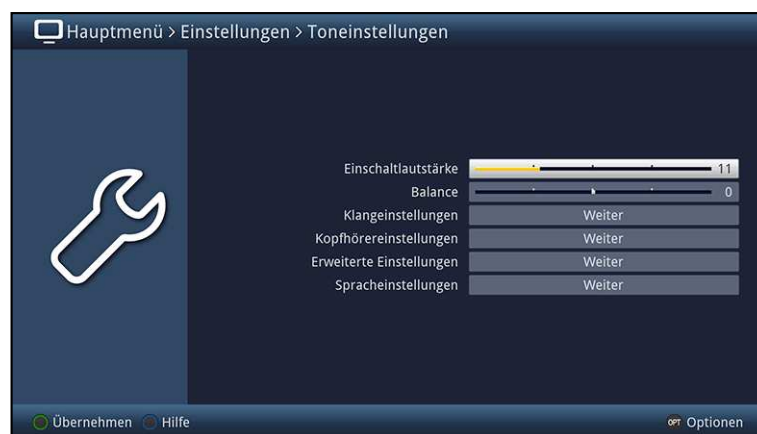 Hauptmenü > Einstellungen > Toneinstellungen
Einschaltlautstärke 11
Balance 0
Klangeinstellungen Weiter
Kopfhörereinstellungen Weiter
Erweiterte Einstellungen Weiter
Spracheinstellungen Weiter
Übernehmen Hilfe OPT Optionen